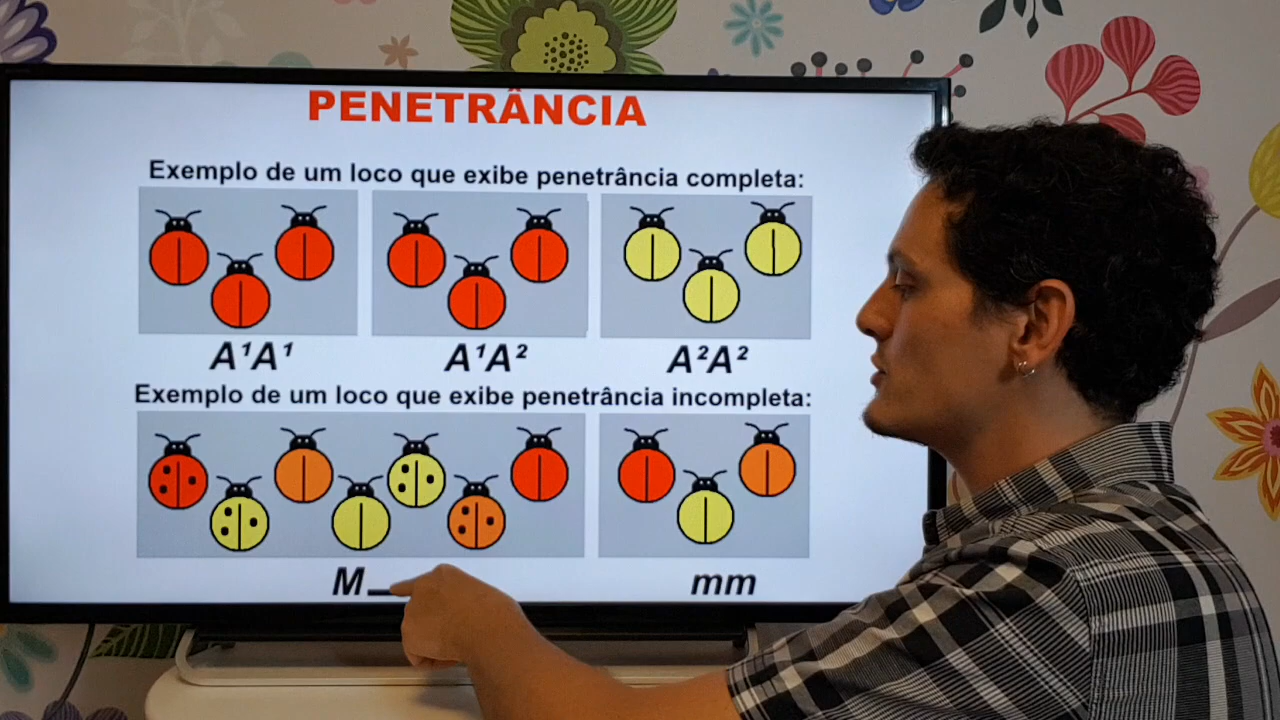 PENETRÂNCIA
Exemplo de um loco que exibe penetrância completa:
A¹A¹ A¹A² A²A²
Exemplo de um loco que exibe penetrância incompleta:
M_ mm